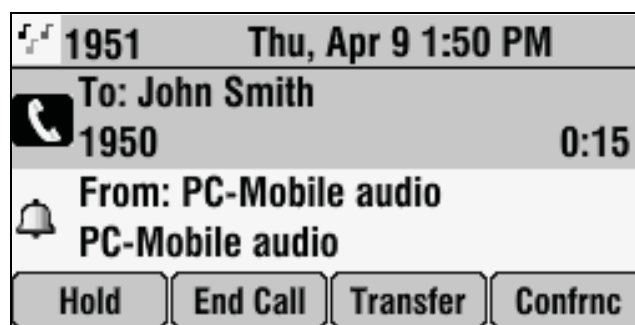 1951 Thu, Apr 9 1:50 PM
To: John Smith
1950 0:15
From: PC-Mobile audio
PC-Mobile audio
Hold End Call Transfer Confrnc